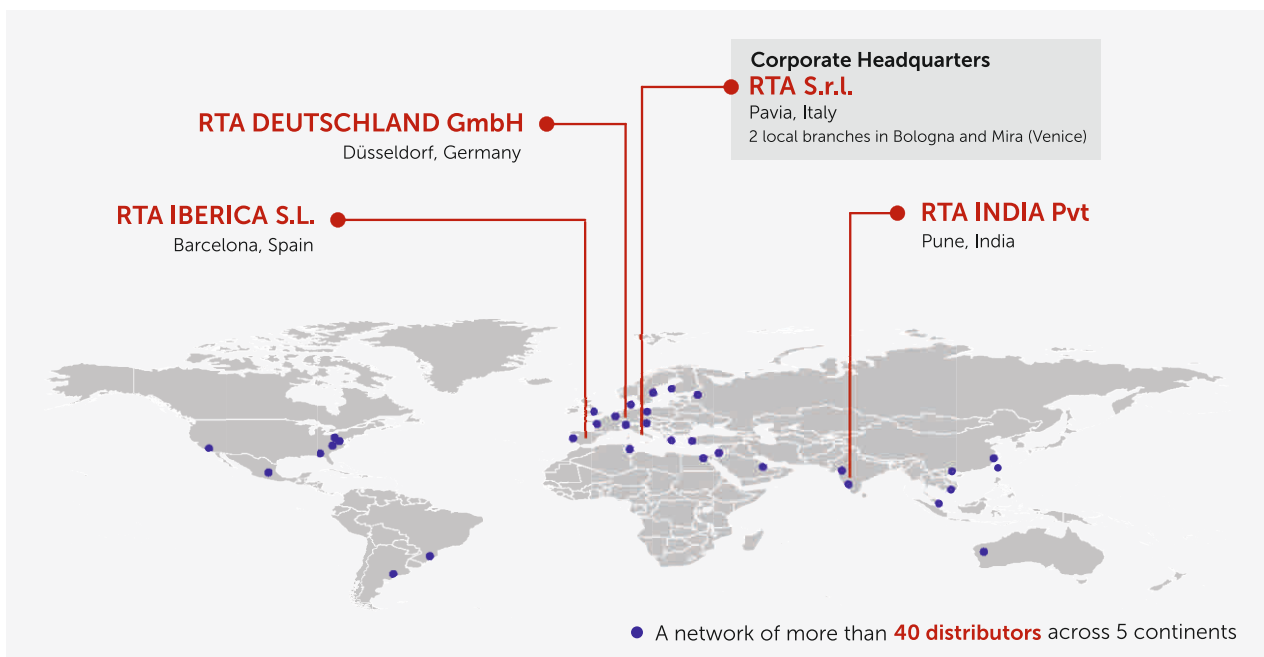 Corporate Headquarters
RTA S.r.l.
Pavia, Italy
2 local branches in Bologna and Mira (Venice)
RTA DEUTSCHLAND GmbH
Düsseldorf, Germany
RTA IBERICA S.L.
Barcelona, Spain
RTA INDIA Pvt
Pune, India
A network of more than 40 distributors across 5 continents